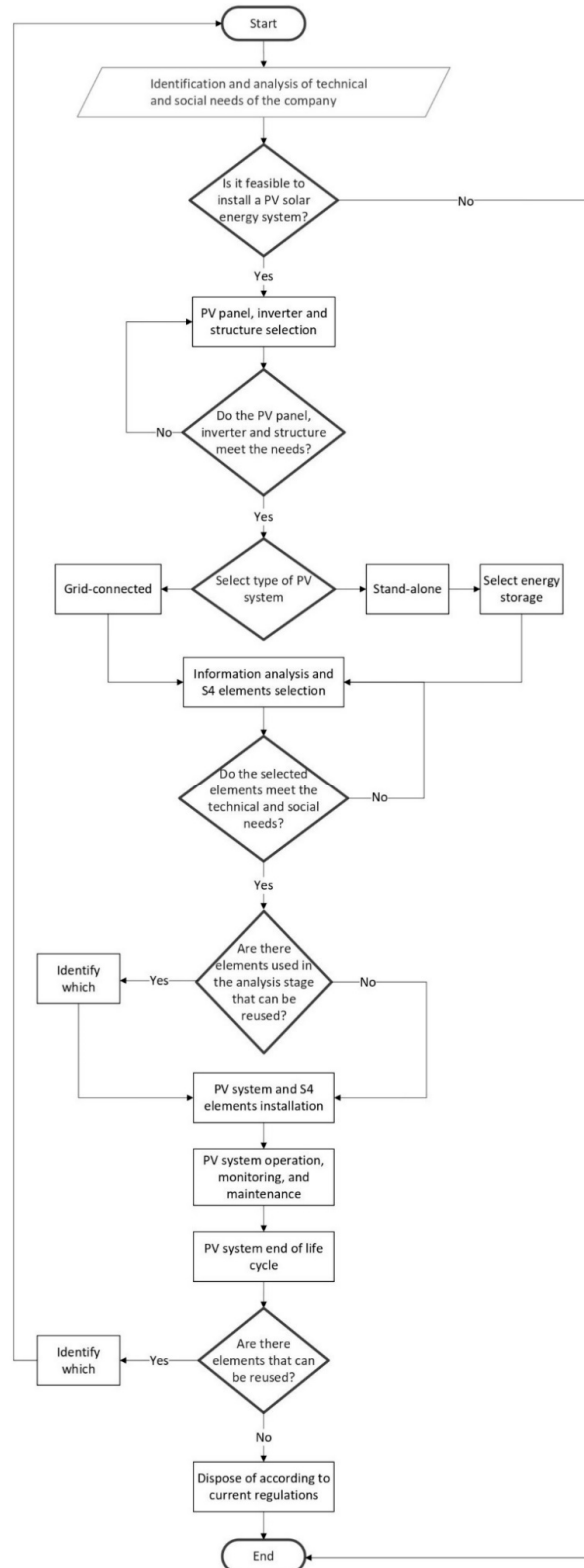 Start
Identification and analysis of technical
and social needs of the company
Is it feasible to
install a PV solar
energy system?
No
Yes
PV panel, inverter and
structure selection
Do the PV panel,
inverter and structure
meet the needs?
No
Yes
Grid-connected
Select type of PV
system
Stand-alone
Select energy
storage
Information analysis and
S4 elements selection
Do the selected
elements meet the
technical and social
needs?
No
Yes
Are there
elements used in
the analysis stage
that can be
reused?
Identify
which
Yes
No
PV system and S4
elements installation
PV system operation,
monitoring, and
maintenance
PV system end of life
cycle
Are there
elements that can
be reused?
Identify
which
Yes
No
Dispose of according to
current regulations
End